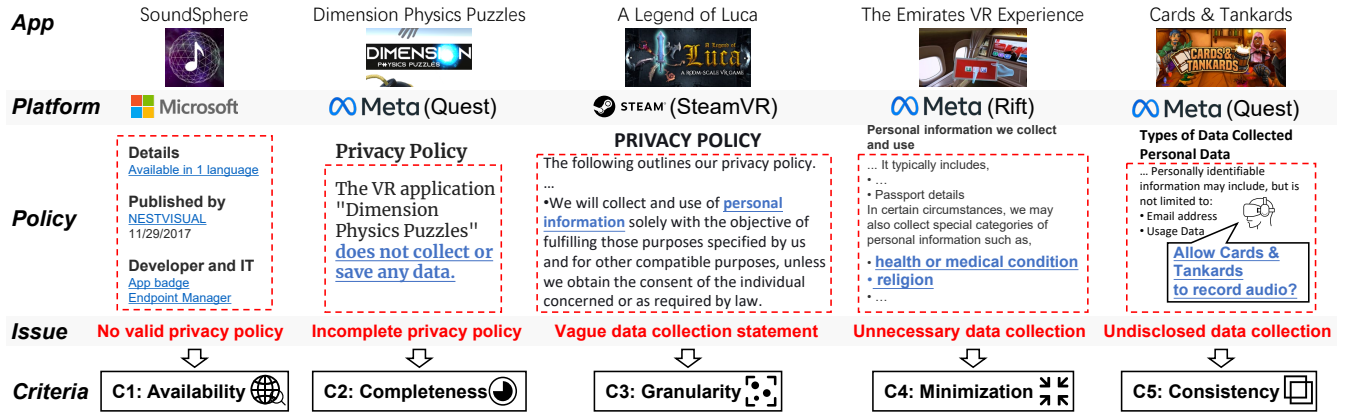 App
SoundSphere
Dimension Physics Puzzles
A Legend of Luca
The Emirates VR Experience
Cards & Tankards
DIMENSION
PHYSICS PUZZLES
A Legend of
Luca
A ROOM-SCALE VR GAME
CARDS &
TANKARDS
Platform
Microsoft
Meta (Quest)
STEAM (SteamVR)
Meta (Rift)
Meta (Quest)
Policy
Details
Available in 1 language
Published by
NESTVISUAL
11/29/2017
Developer and IT
App badge
Endpoint Manager
Privacy Policy
The VR application
"Dimension
Physics Puzzles"
does not collect or
save any data.
PRIVACY POLICY
The following outlines our privacy policy.
...
•We will collect and use of personal
information solely with the objective of
fulfilling those purposes specified by us
and for other compatible purposes, unless
we obtain the consent of the individual
concerned or as required by law.
Personal information we collect
and use
... It typically includes,
• ...
• Passport details
In certain circumstances, we may
also collect special categories of
personal information such as,
• health or medical condition
• religion
• ...
Types of Data Collected
Personal Data
... Personally identifiable
information may include, but is
not limited to:
• Email address
• Usage Data
Allow Cards &
Tankards
to record audio?
Issue
No valid privacy policy
Incomplete privacy policy
Vague data collection statement
Unnecessary data collection
Undisclosed data collection
Criteria
C1: Availability
C2: Completeness
C3: Granularity
C4: Minimization
C5: Consistency